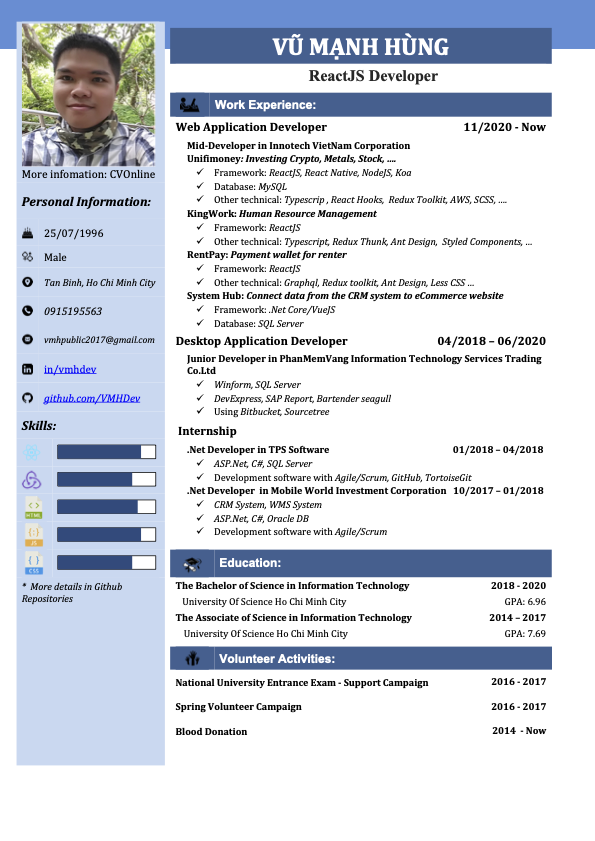 VŨ MẠNH HÙNG
ReactJS Developer
More infomation: CVOnline
Personal Information:
25/07/1996
Male
Tan Binh, Ho Chi Minh City
0915195563
vmhpublic2017@gmail.com
in/vmhdev
github.com/VMHDev
Skills:
HTML
JS
CSS
* More details in Github
Repositories
Work Experience:
Web Application Developer 11/2020 - Now
Mid-Developer in Innotech VietNam Corporation
Unifimoney: Investing Crypto, Metals, Stock, ....
✓ Framework: ReactJS, React Native, NodeJS, Koa
✓ Database: MySQL
✓ Other technical: Typescrip , React Hooks, Redux Toolkit, AWS, SCSS, ....
KingWork: Human Resource Management
✓ Framework: ReactJS
✓ Other technical: Typescript, Redux Thunk, Ant Design, Styled Components, ...
RentPay: Payment wallet for renter
✓ Framework: ReactJS
✓ Other technical: Graphql, Redux toolkit, Ant Design, Less CSS ...
System Hub: Connect data from the CRM system to eCommerce website
✓ Framework: .Net Core/VueJS
✓ Database: SQL Server
Desktop Application Developer 04/2018 – 06/2020
Junior Developer in PhanMemVang Information Technology Services Trading
Co.Ltd
✓ Winform, SQL Server
✓ DevExpress, SAP Report, Bartender seagull
✓ Using Bitbucket, Sourcetree
Internship
.Net Developer in TPS Software 01/2018 – 04/2018
✓ ASP.Net, C#, SQL Server
✓ Development software with Agile/Scrum, GitHub, TortoiseGit
.Net Developer in Mobile World Investment Corporation 10/2017 – 01/2018
✓ CRM System, WMS System
✓ ASP.Net, C#, Oracle DB
✓ Development software with Agile/Scrum
Education:
The Bachelor of Science in Information Technology 2018 - 2020
University Of Science Ho Chi Minh City GPA: 6.96
The Associate of Science in Information Technology 2014 – 2017
University Of Science Ho Chi Minh City GPA: 7.69
Volunteer Activities:
National University Entrance Exam - Support Campaign 2016 - 2017
Spring Volunteer Campaign 2016 - 2017
Blood Donation 2014 - Now